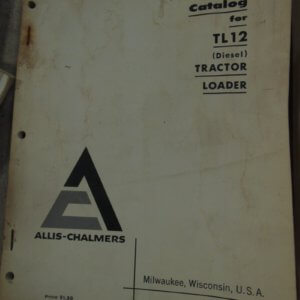 Catalog
for
TL12
(Diesel)
TRACTOR
LOADER
ALLIS-CHALMERS
Milwaukee, Wisconsin, U.S.A.